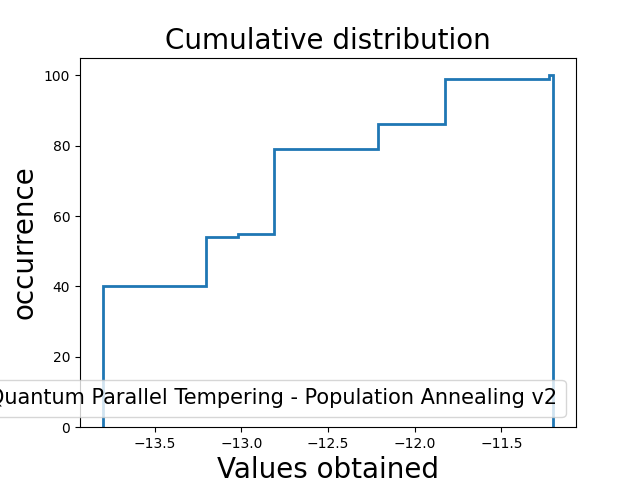 Cumulative distribution
occurrence
100
80
60
40
20
0
Quantum Parallel Tempering - Population Annealing v2
−13.5 −13.0 −12.5 −12.0 −11.5
Values obtained